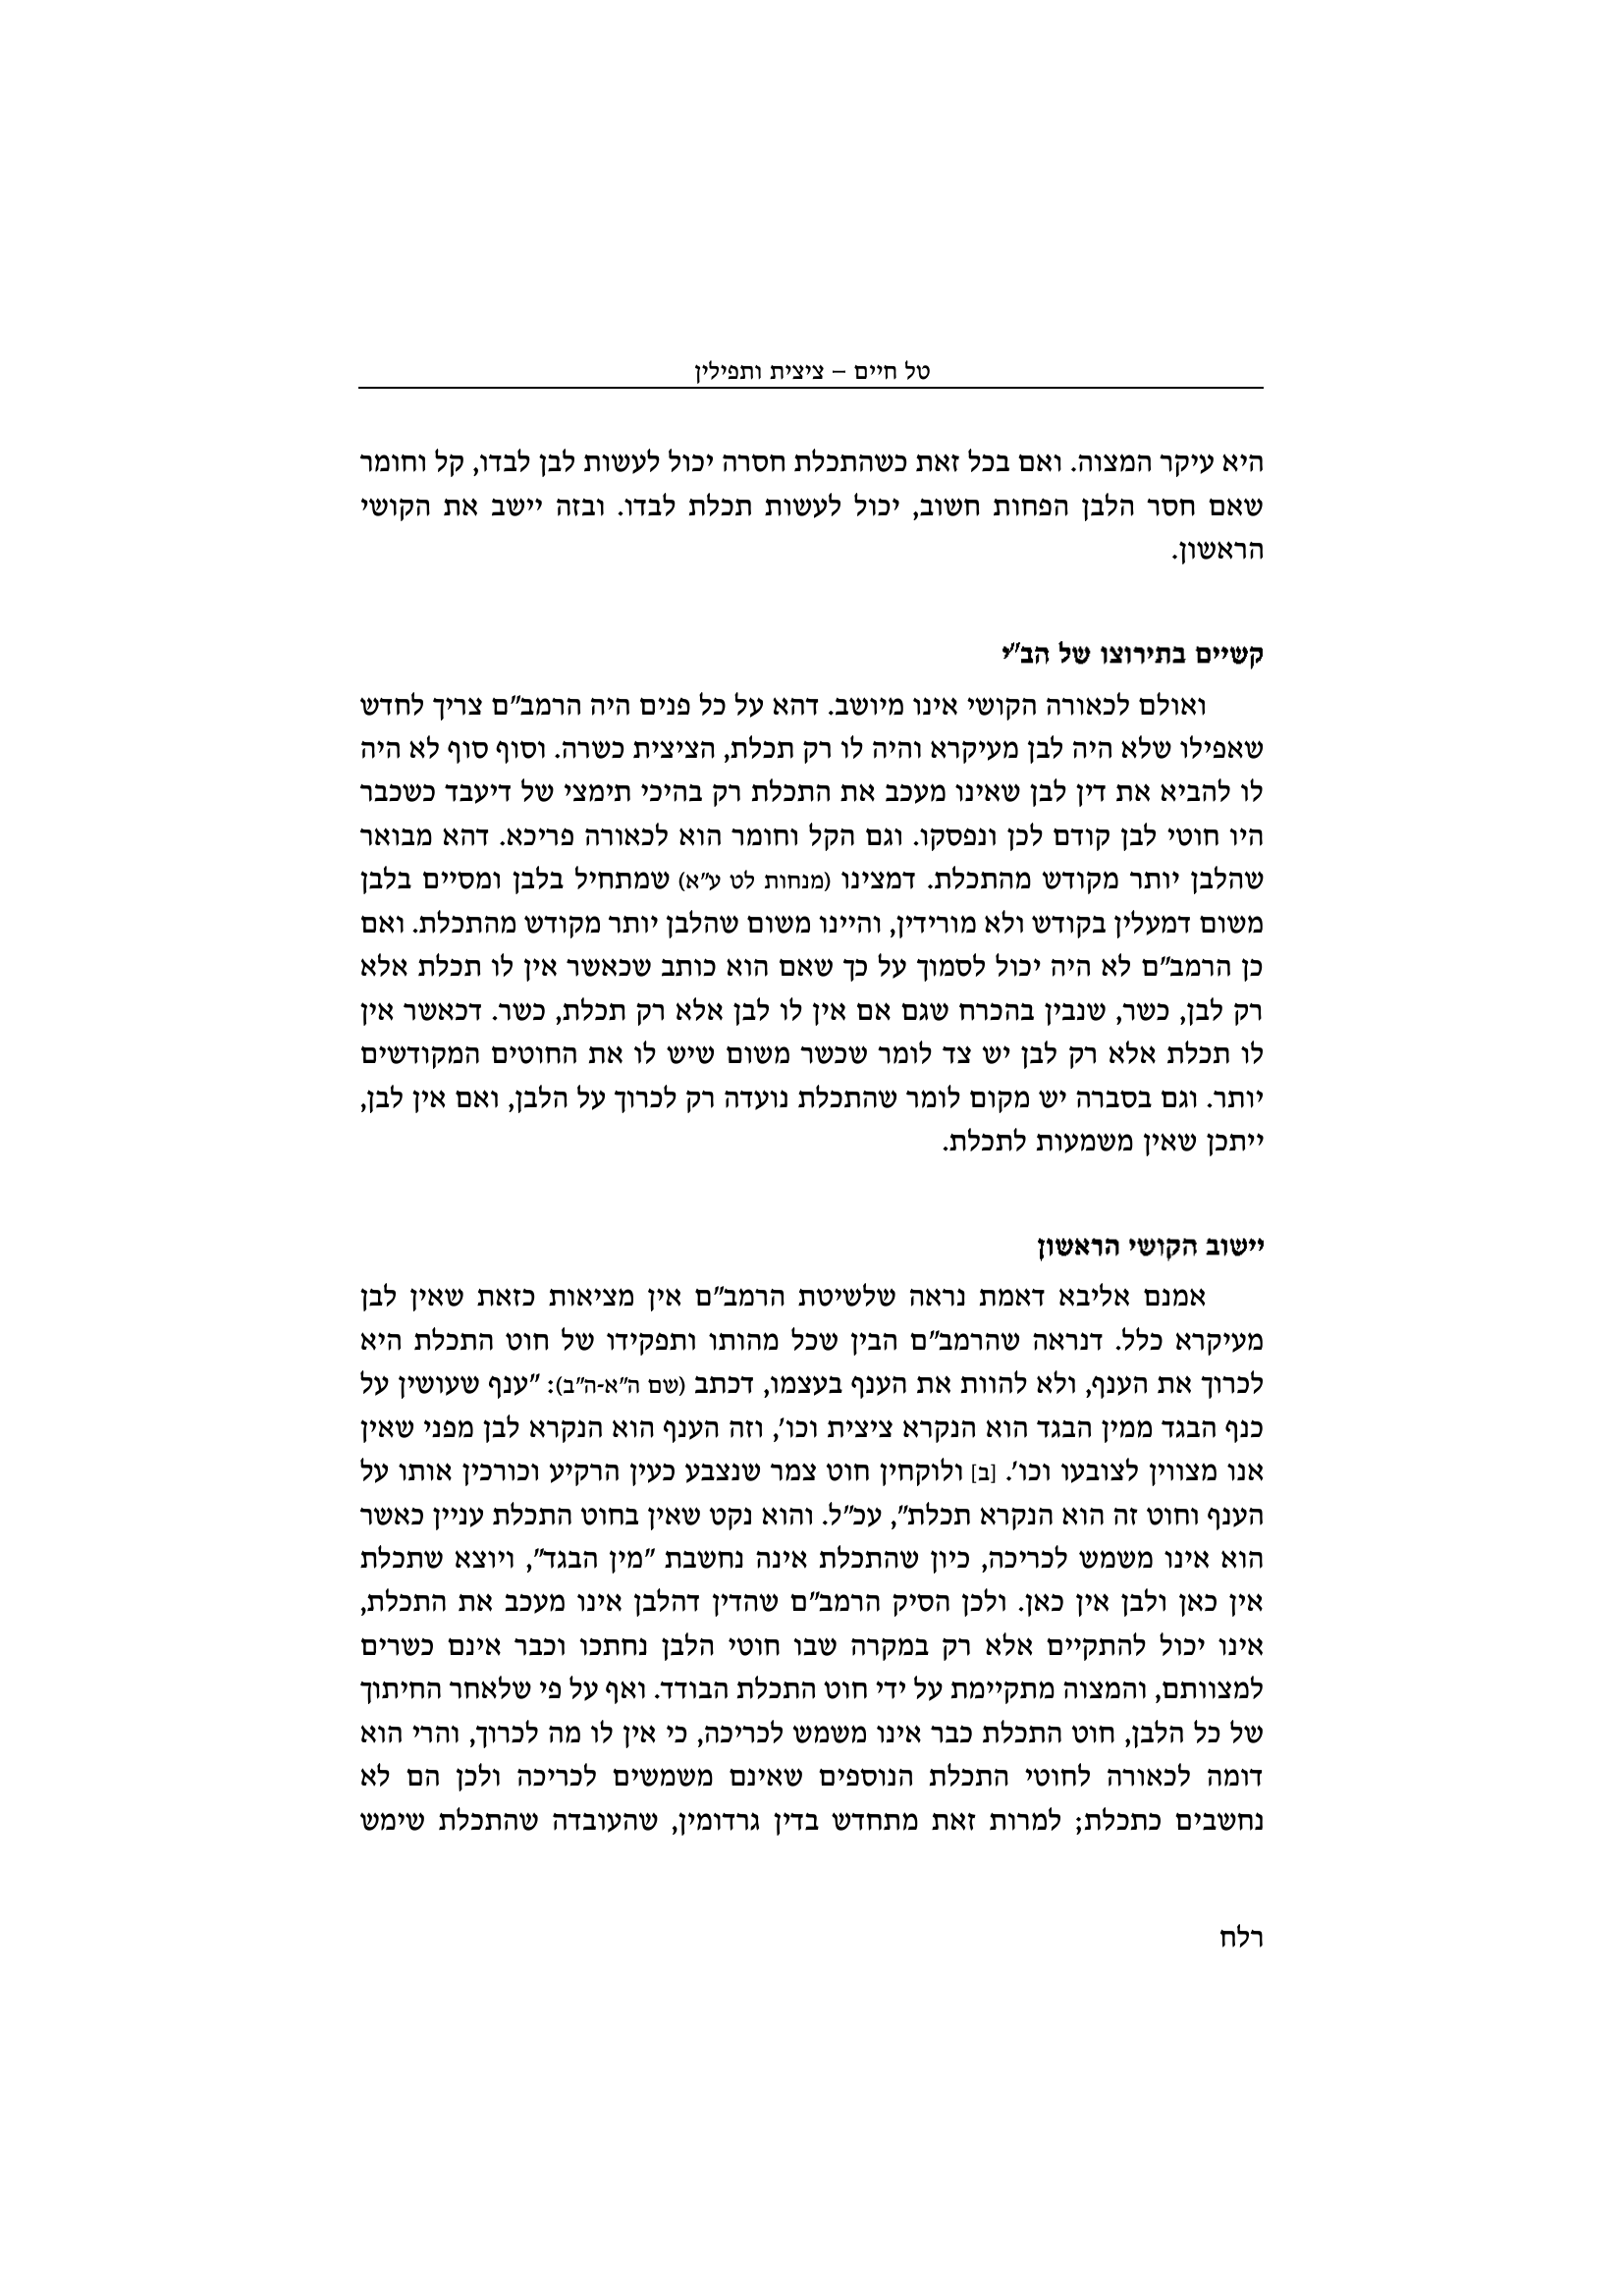 טל חיים – ציצית ותפילין
היא עיקר המצוה. ואם בכל זאת כשהתכלת חסרה יכול לעשות לבן לבדו, קל וחומר
שאם חסר הלבן הפחות חשוב, יכול לעשות תכלת לבדו. ובזה יישב את הקושי
הראשון.
קשיים בתירוצו של הב"י
ואולם לכאורה הקושי אינו מיושב. דהא על כל פנים היה הרמב"ם צריך לחדש
שאפילו שלא היה לבן מעיקרא והיה לו רק תכלת, הציצית כשרה. וסוף סוף לא היה
לו להביא את דין לבן שאינו מעכב את התכלת רק בהיכי תימצי של דיעבד כשכבר
היו חוטי לבן קודם לכן ונפסקו. וגם הקל וחומר הוא לכאורה פריכא. דהא מבואר
שהלבן יותר מקודש מהתכלת. דמצינו (מנחות לט ע"א) שמתחיל בלבן ומסיים בלבן
משום דמעלין בקודש ולא מורידין, והיינו משום שהלבן יותר מקודש מהתכלת. ואם
כן הרמב"ם לא היה יכול לסמוך על כך שאם הוא כותב שכאשר אין לו תכלת אלא
רק לבן, כשר, שנבין בהכרח שגם אם אין לו לבן אלא רק תכלת, כשר. דכאשר אין
לו תכלת אלא רק לבן יש צד לומר שכשר משום שיש לו את החוטים המקודשים
יותר. וגם בסברה יש מקום לומר שהתכלת נועדה רק לכרוך על הלבן, ואם אין לבן,
ייתכן שאין משמעות לתכלת.
יישוב הקושי הראשון
אמנם אליבא דאמת נראה שלשיטת הרמב"ם אין מציאות כזאת שאין לבן
מעיקרא כלל. דנראה שהרמב"ם הבין שכל מהותו ותפקידו של חוט התכלת היא
לכרוך את הענף, ולא להוות את הענף בעצמו, דכתב (שם ה"א-ה"ב): "ענף שעושין על
כנף הבגד ממין הבגד הוא הנקרא ציצית וכו', וזה הענף הוא הנקרא לבן מפני שאין
אנו מצווין לצובעו וכו'. [ב] ולוקחין חוט צמר שנצבע כעין הרקיע וכורכין אותו על
הענף וחוט זה הוא הנקרא תכלת", עכ"ל. והוא נקט שאין בחוט התכלת עניין כאשר
הוא אינו משמש לכריכה, כיון שהתכלת אינה נחשבת "מין הבגד", ויוצא שתכלת
אין כאן ולבן אין כאן. ולכן הסיק הרמב"ם שהדין דהלבן אינו מעכב את התכלת,
אינו יכול להתקיים אלא רק במקרה שבו חוטי הלבן נחתכו וכבר אינם כשרים
למצוותם, והמצוה מתקיימת על ידי חוט התכלת הבודד. ואף על פי שלאחר החיתוך
של כל הלבן, חוט התכלת כבר אינו משמש לכריכה, כי אין לו מה לכרוך, והרי הוא
דומה לכאורה לחוטי התכלת הנוספים שאינם משמשים לכריכה ולכן הם לא
נחשבים כתכלת; למרות זאת מתחדש בדין גרדומין, שהעובדה שהתכלת שימש
רלח